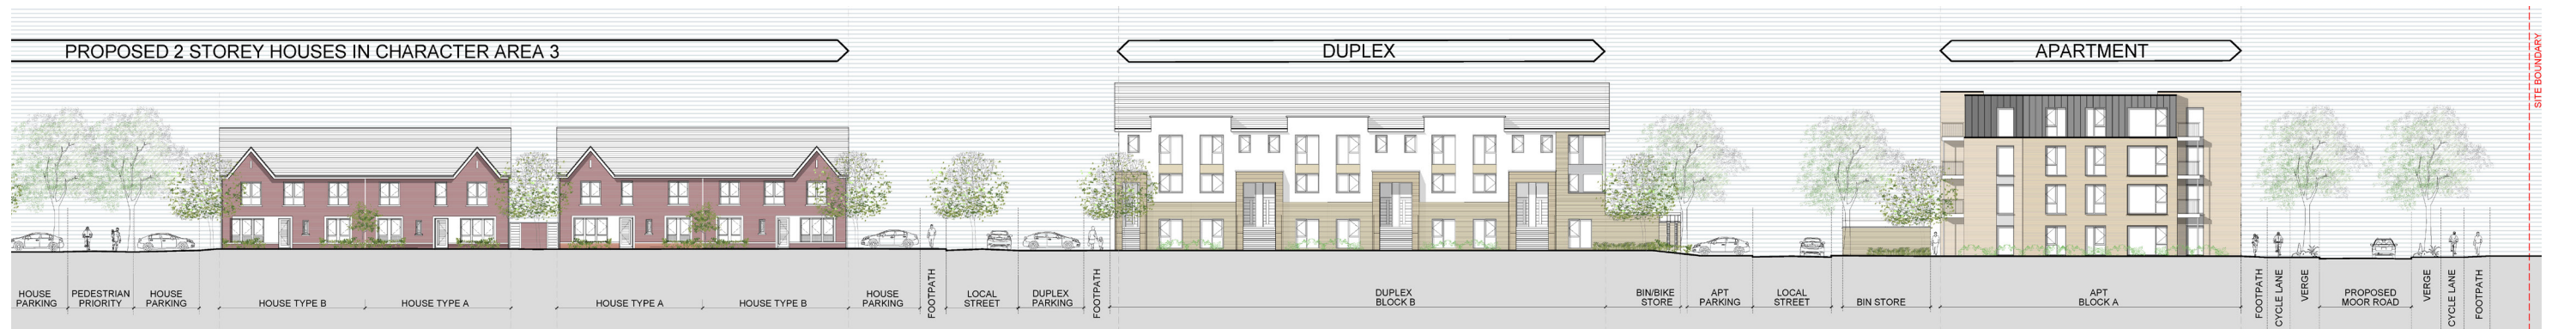 PROPOSED 2 STOREY HOUSES IN CHARACTER AREA 3
DUPLEX
APARTMENT
SITE BOUNDARY
HOUSE
PARKING
PEDESTRIAN
PRIORITY
HOUSE
PARKING
HOUSE TYPE B
HOUSE TYPE A
HOUSE TYPE A
HOUSE TYPE B
HOUSE
PARKING
FOOTPATH
LOCAL
STREET
DUPLEX
PARKING
FOOTPATH
DUPLEX
BLOCK B
BIN/BIKE
STORE
APT
PARKING
LOCAL
STREET
BIN STORE
APT
BLOCK A
FOOTPATH
CYCLE LANE
VERGE
PROPOSED
MOOR ROAD
VERGE
CYCLE LANE
FOOTPATH